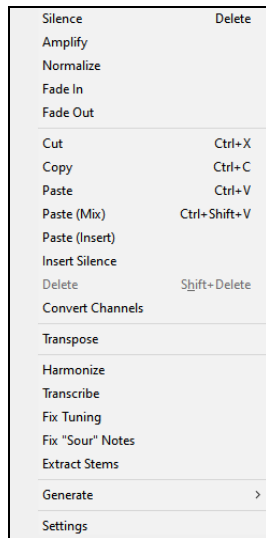 Silence Delete
Amplify
Normalize
Fade In
Fade Out
Cut Ctrl+X
Copy Ctrl+C
Paste Ctrl+V
Paste (Mix) Ctrl+Shift+V
Paste (Insert)
Insert Silence
Delete Shift+Delete
Convert Channels
Transpose
Harmonize
Transcribe
Fix Tuning
Fix "Sour" Notes
Extract Stems
Generate >
Settings